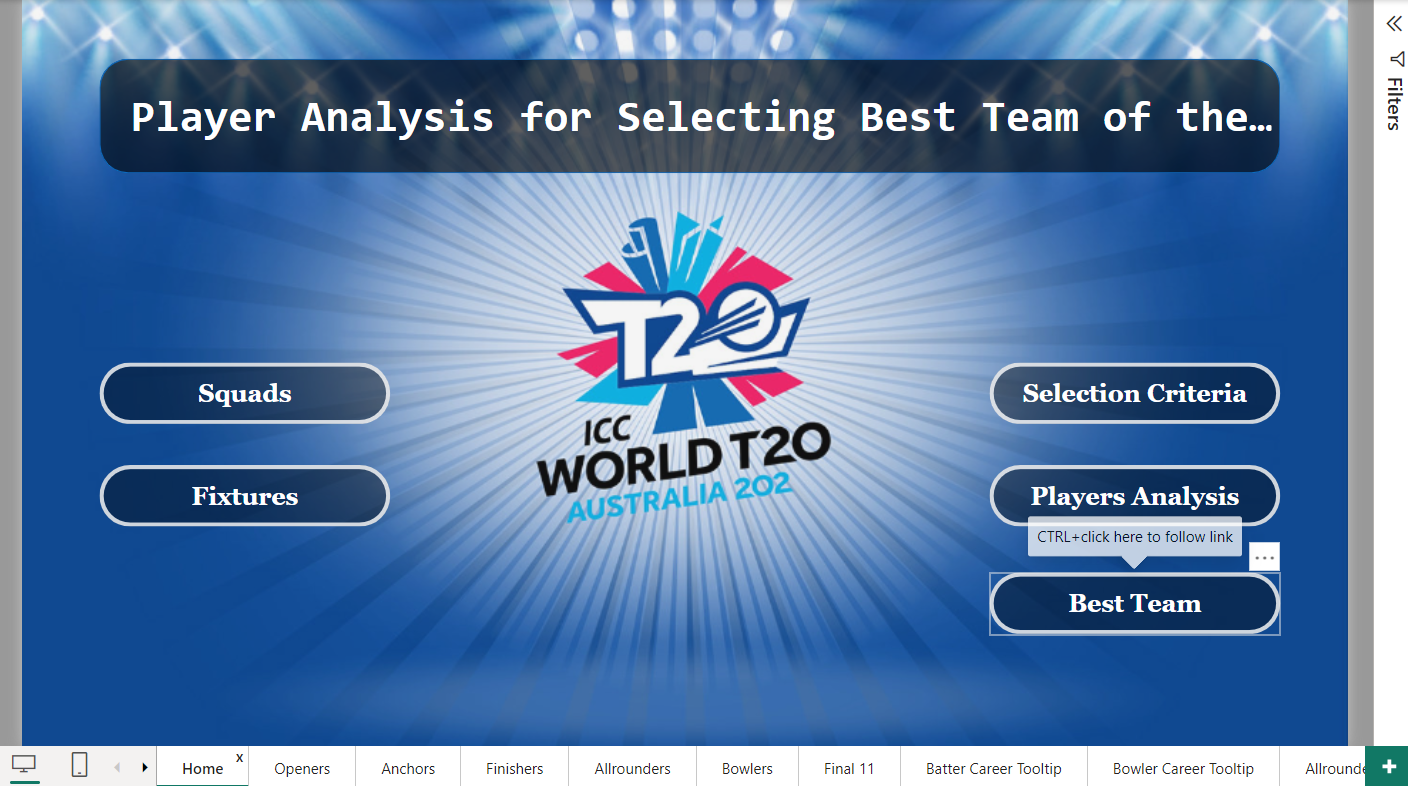 Player Analysis for Selecting Best Team of the…
Filters
T20
ICC
WORLD T20
AUSTRALIA 202
Squads
Fixtures
Selection Criteria
Players Analysis
CTRL+click here to follow link
Best Team
Home x
Openers
Anchors
Finishers
Allrounders
Bowlers
Final 11
Batter Career Tooltip
Bowler Career Tooltip
Allrounde